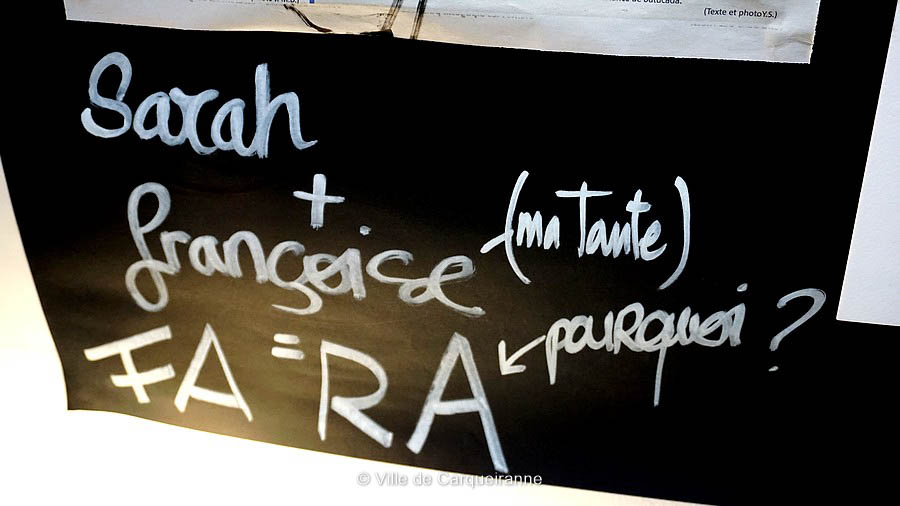 (Texte et photo Y.S.)
Sarah
+
françoise (ma Tante)
FA = RA ← pourquoi ?
© Ville de Carqueiranne